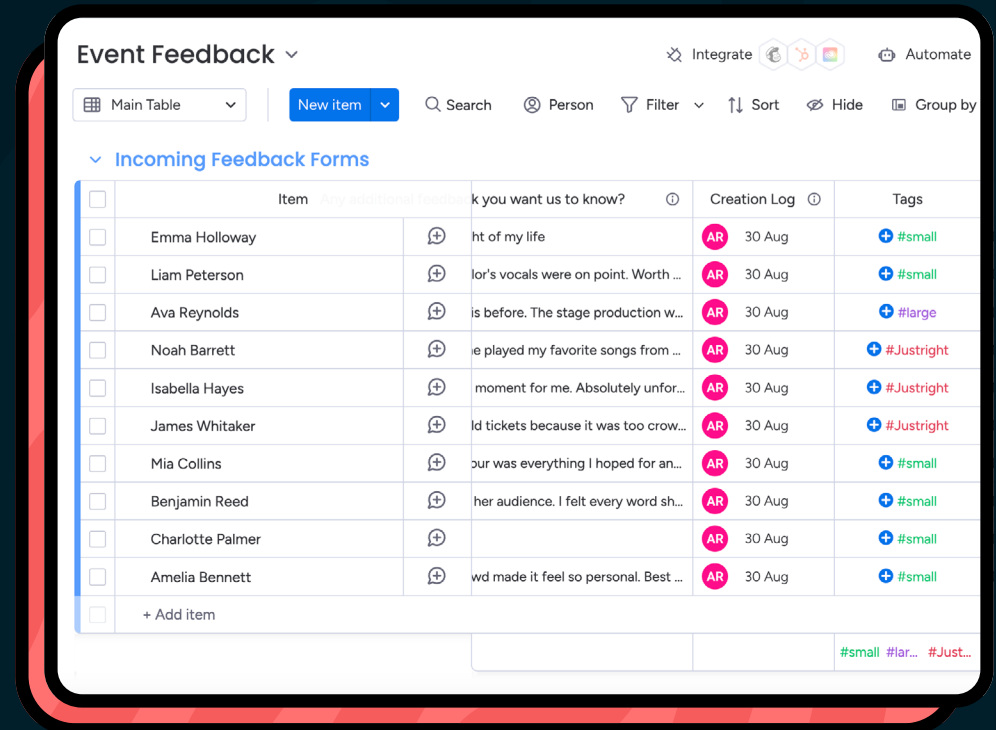 Event Feedback
Integrate
Automate
Main Table
New item
Search
Person
Filter
Sort
Hide
Group by
Incoming Feedback Forms
Item Any additional feedback you want us to know? Creation Log Tags
Emma Holloway ht of my life AR 30 Aug #small
Liam Peterson lor's vocals were on point. Worth ... AR 30 Aug #small
Ava Reynolds is before. The stage production w... AR 30 Aug #large
Noah Barrett e played my favorite songs from ... AR 30 Aug #Justright
Isabella Hayes moment for me. Absolutely unfor... AR 30 Aug #Justright
James Whitaker ld tickets because it was too crow... AR 30 Aug #Justright
Mia Collins our was everything I hoped for an... AR 30 Aug #small
Benjamin Reed her audience. I felt every word sh... AR 30 Aug #small
Charlotte Palmer AR 30 Aug #small
Amelia Bennett wd made it feel so personal. Best ... AR 30 Aug #small
+ Add item
#small #lar... #Just...